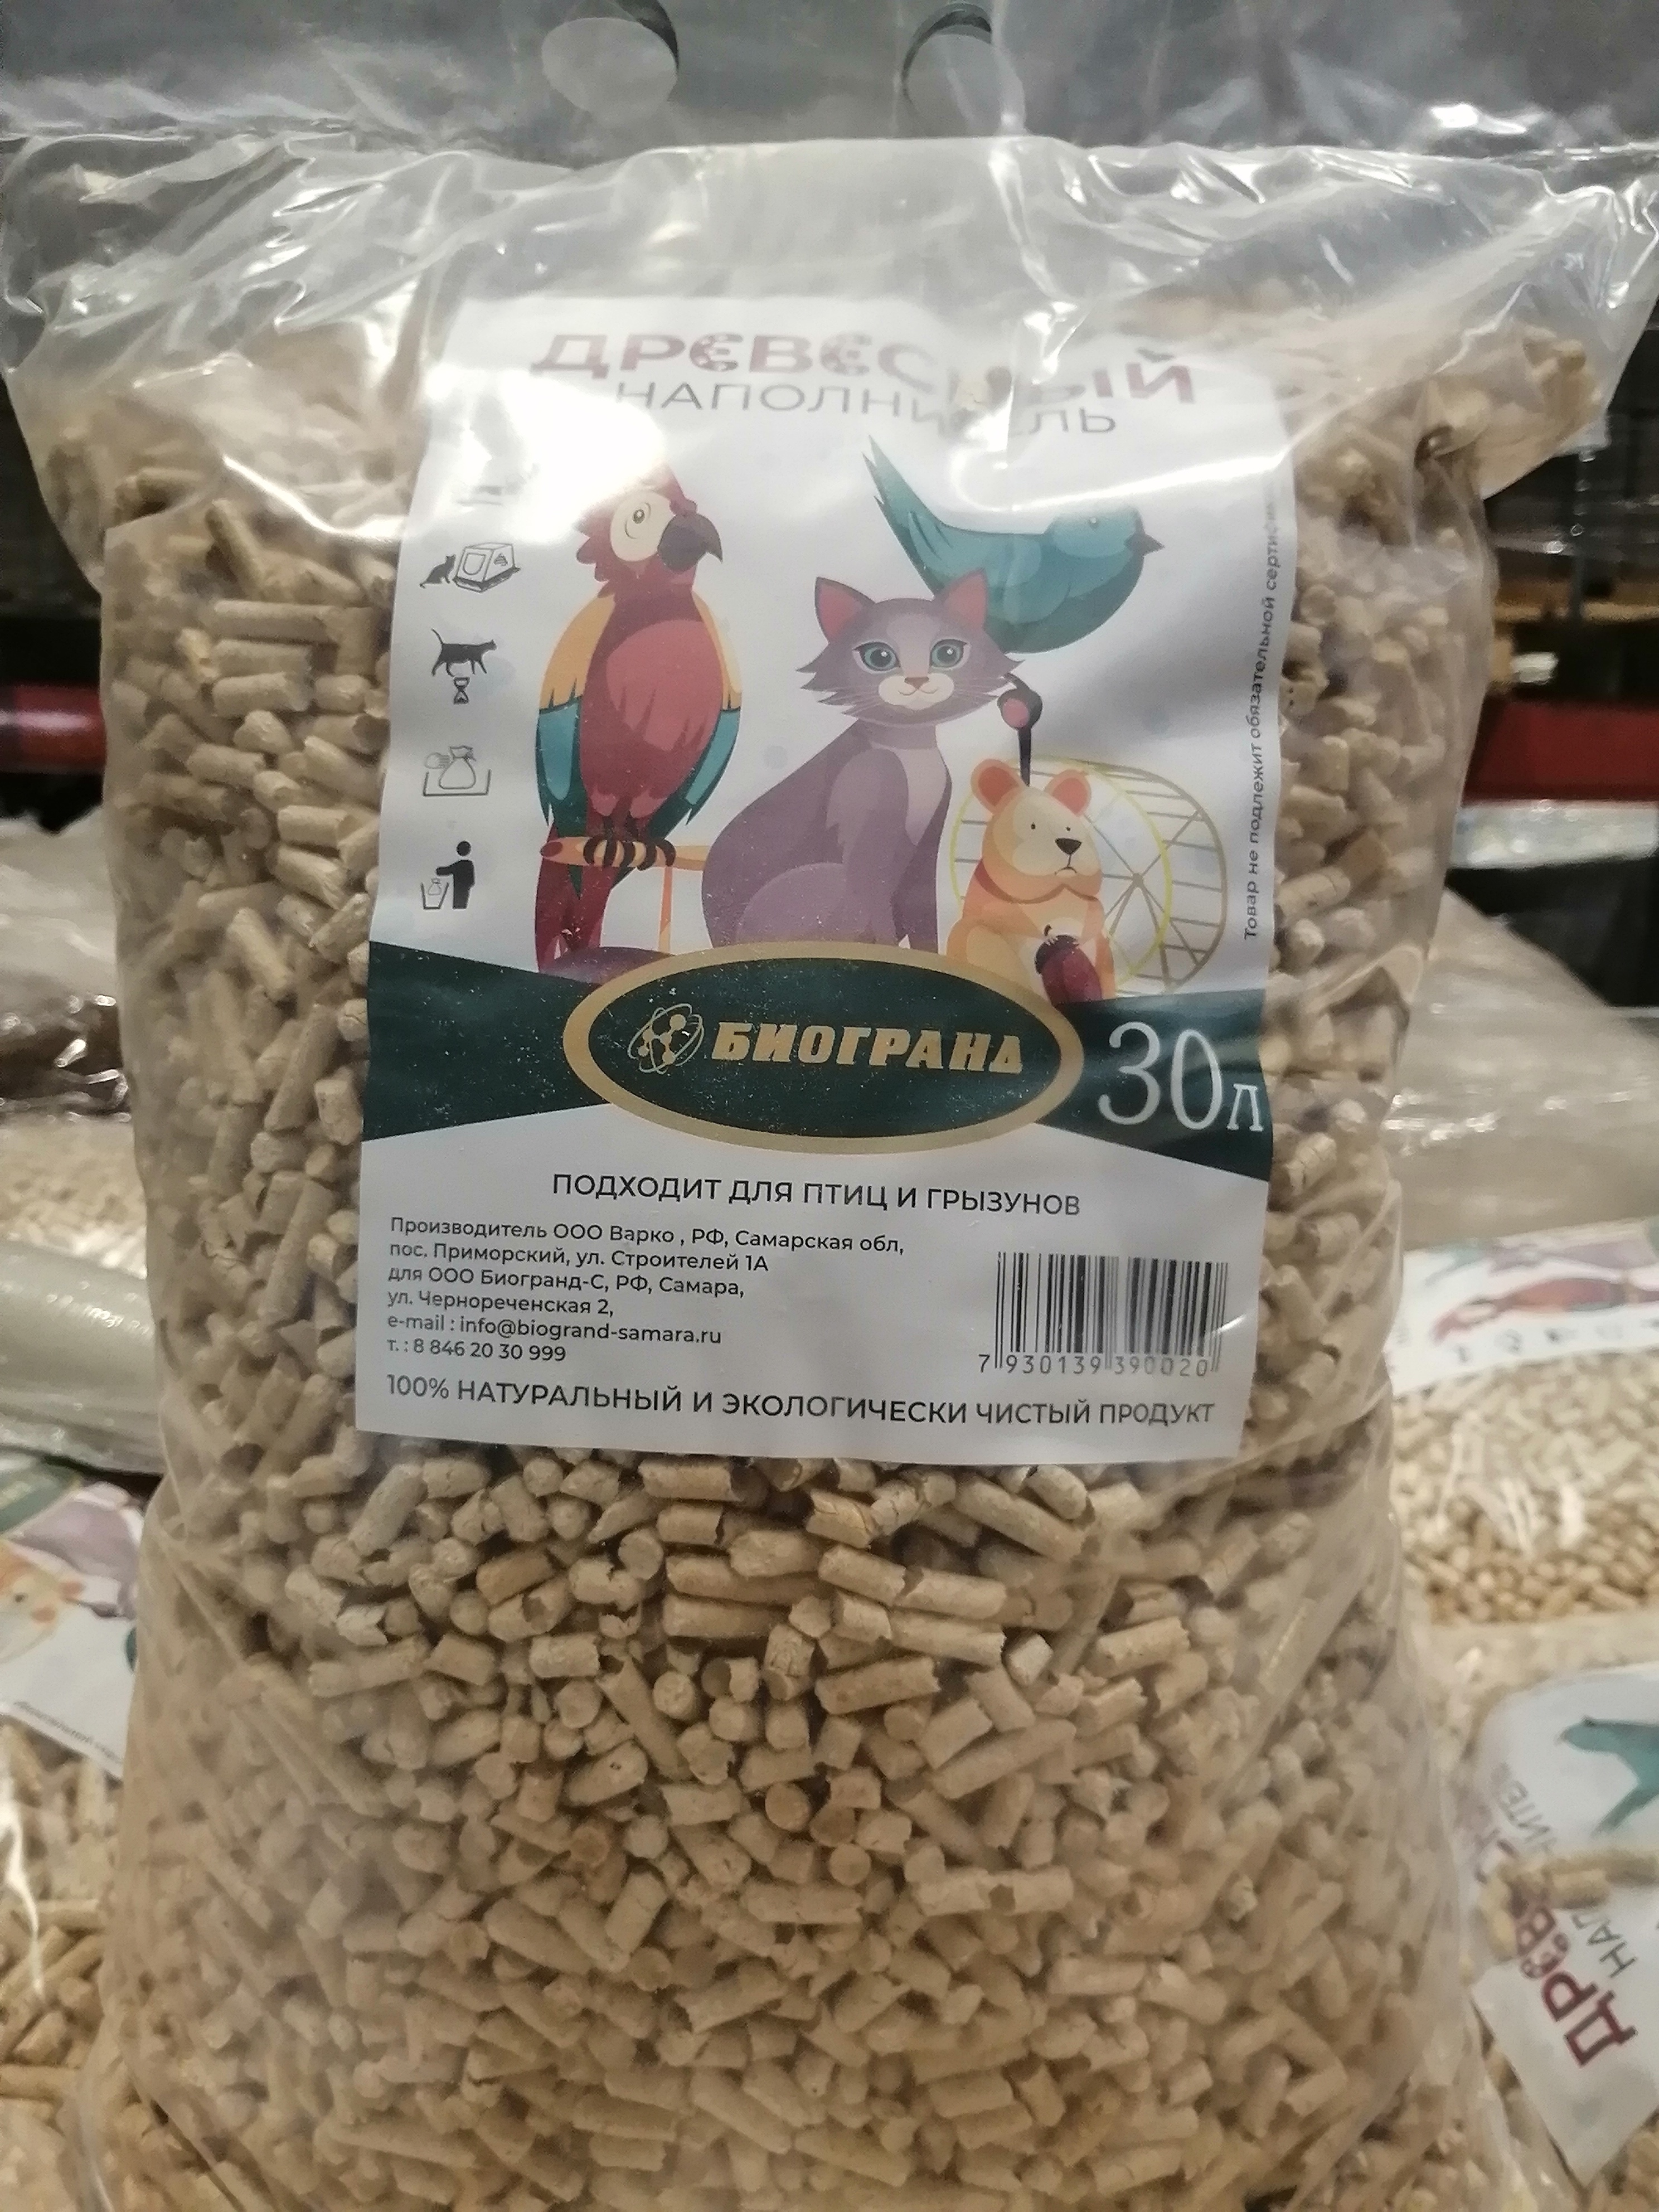 ДРЕВЕСНЫЙ
НАПОЛНИТЕЛЬ
Товар не подлежит обязательной
БИОГРАНД
30л
ПОДХОДИТ ДЛЯ ПТИЦ И ГРЫЗУНОВ
Производитель ООО Варко , РФ, Самарская обл,
пос. Приморский, ул. Строителей 1А
для ООО Биогранд-С, РФ, Самара,
ул. Чернореченская 2,
e-mail : info@biogrand-samara.ru
т. : 8 846 20 30 999
7 930139 390020
100% НАТУРАЛЬНЫЙ И ЭКОЛОГИЧЕСКИ ЧИСТЫЙ ПРОДУКТ